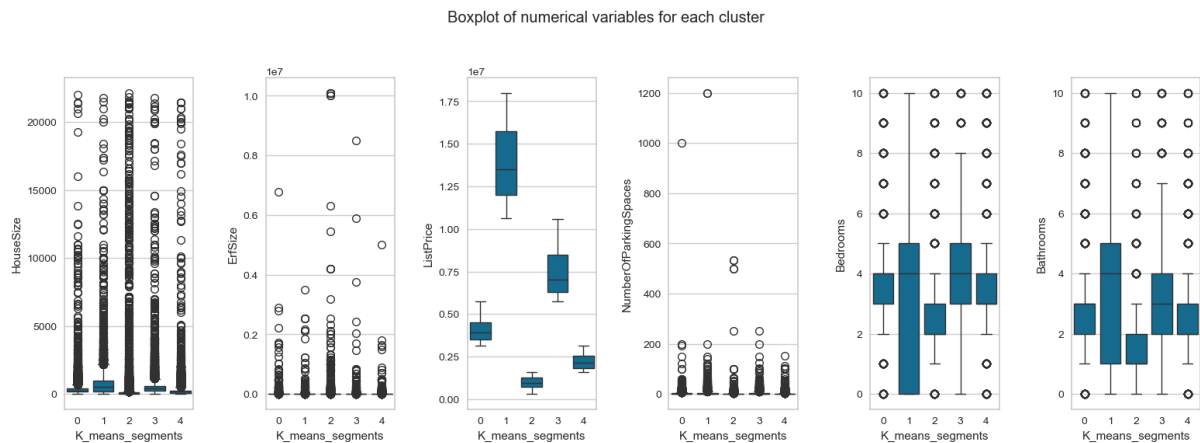 Boxplot of numerical variables for each cluster
HouseSize
20000
15000
10000
5000
0
0 1 2 3 4
K_means_segments
1e7
ErfSize
1.0
0.8
0.6
0.4
0.2
0.0
0 1 2 3 4
K_means_segments
1e7
ListPrice
1.75
1.50
1.25
1.00
0.75
0.50
0.25
0.00
0 1 2 3 4
K_means_segments
NumberOfParkingSpaces
1200
1000
800
600
400
200
0
0 1 2 3 4
K_means_segments
Bedrooms
10
8
6
4
2
0
0 1 2 3 4
K_means_segments
Bathrooms
10
8
6
4
2
0
0 1 2 3 4
K_means_segments